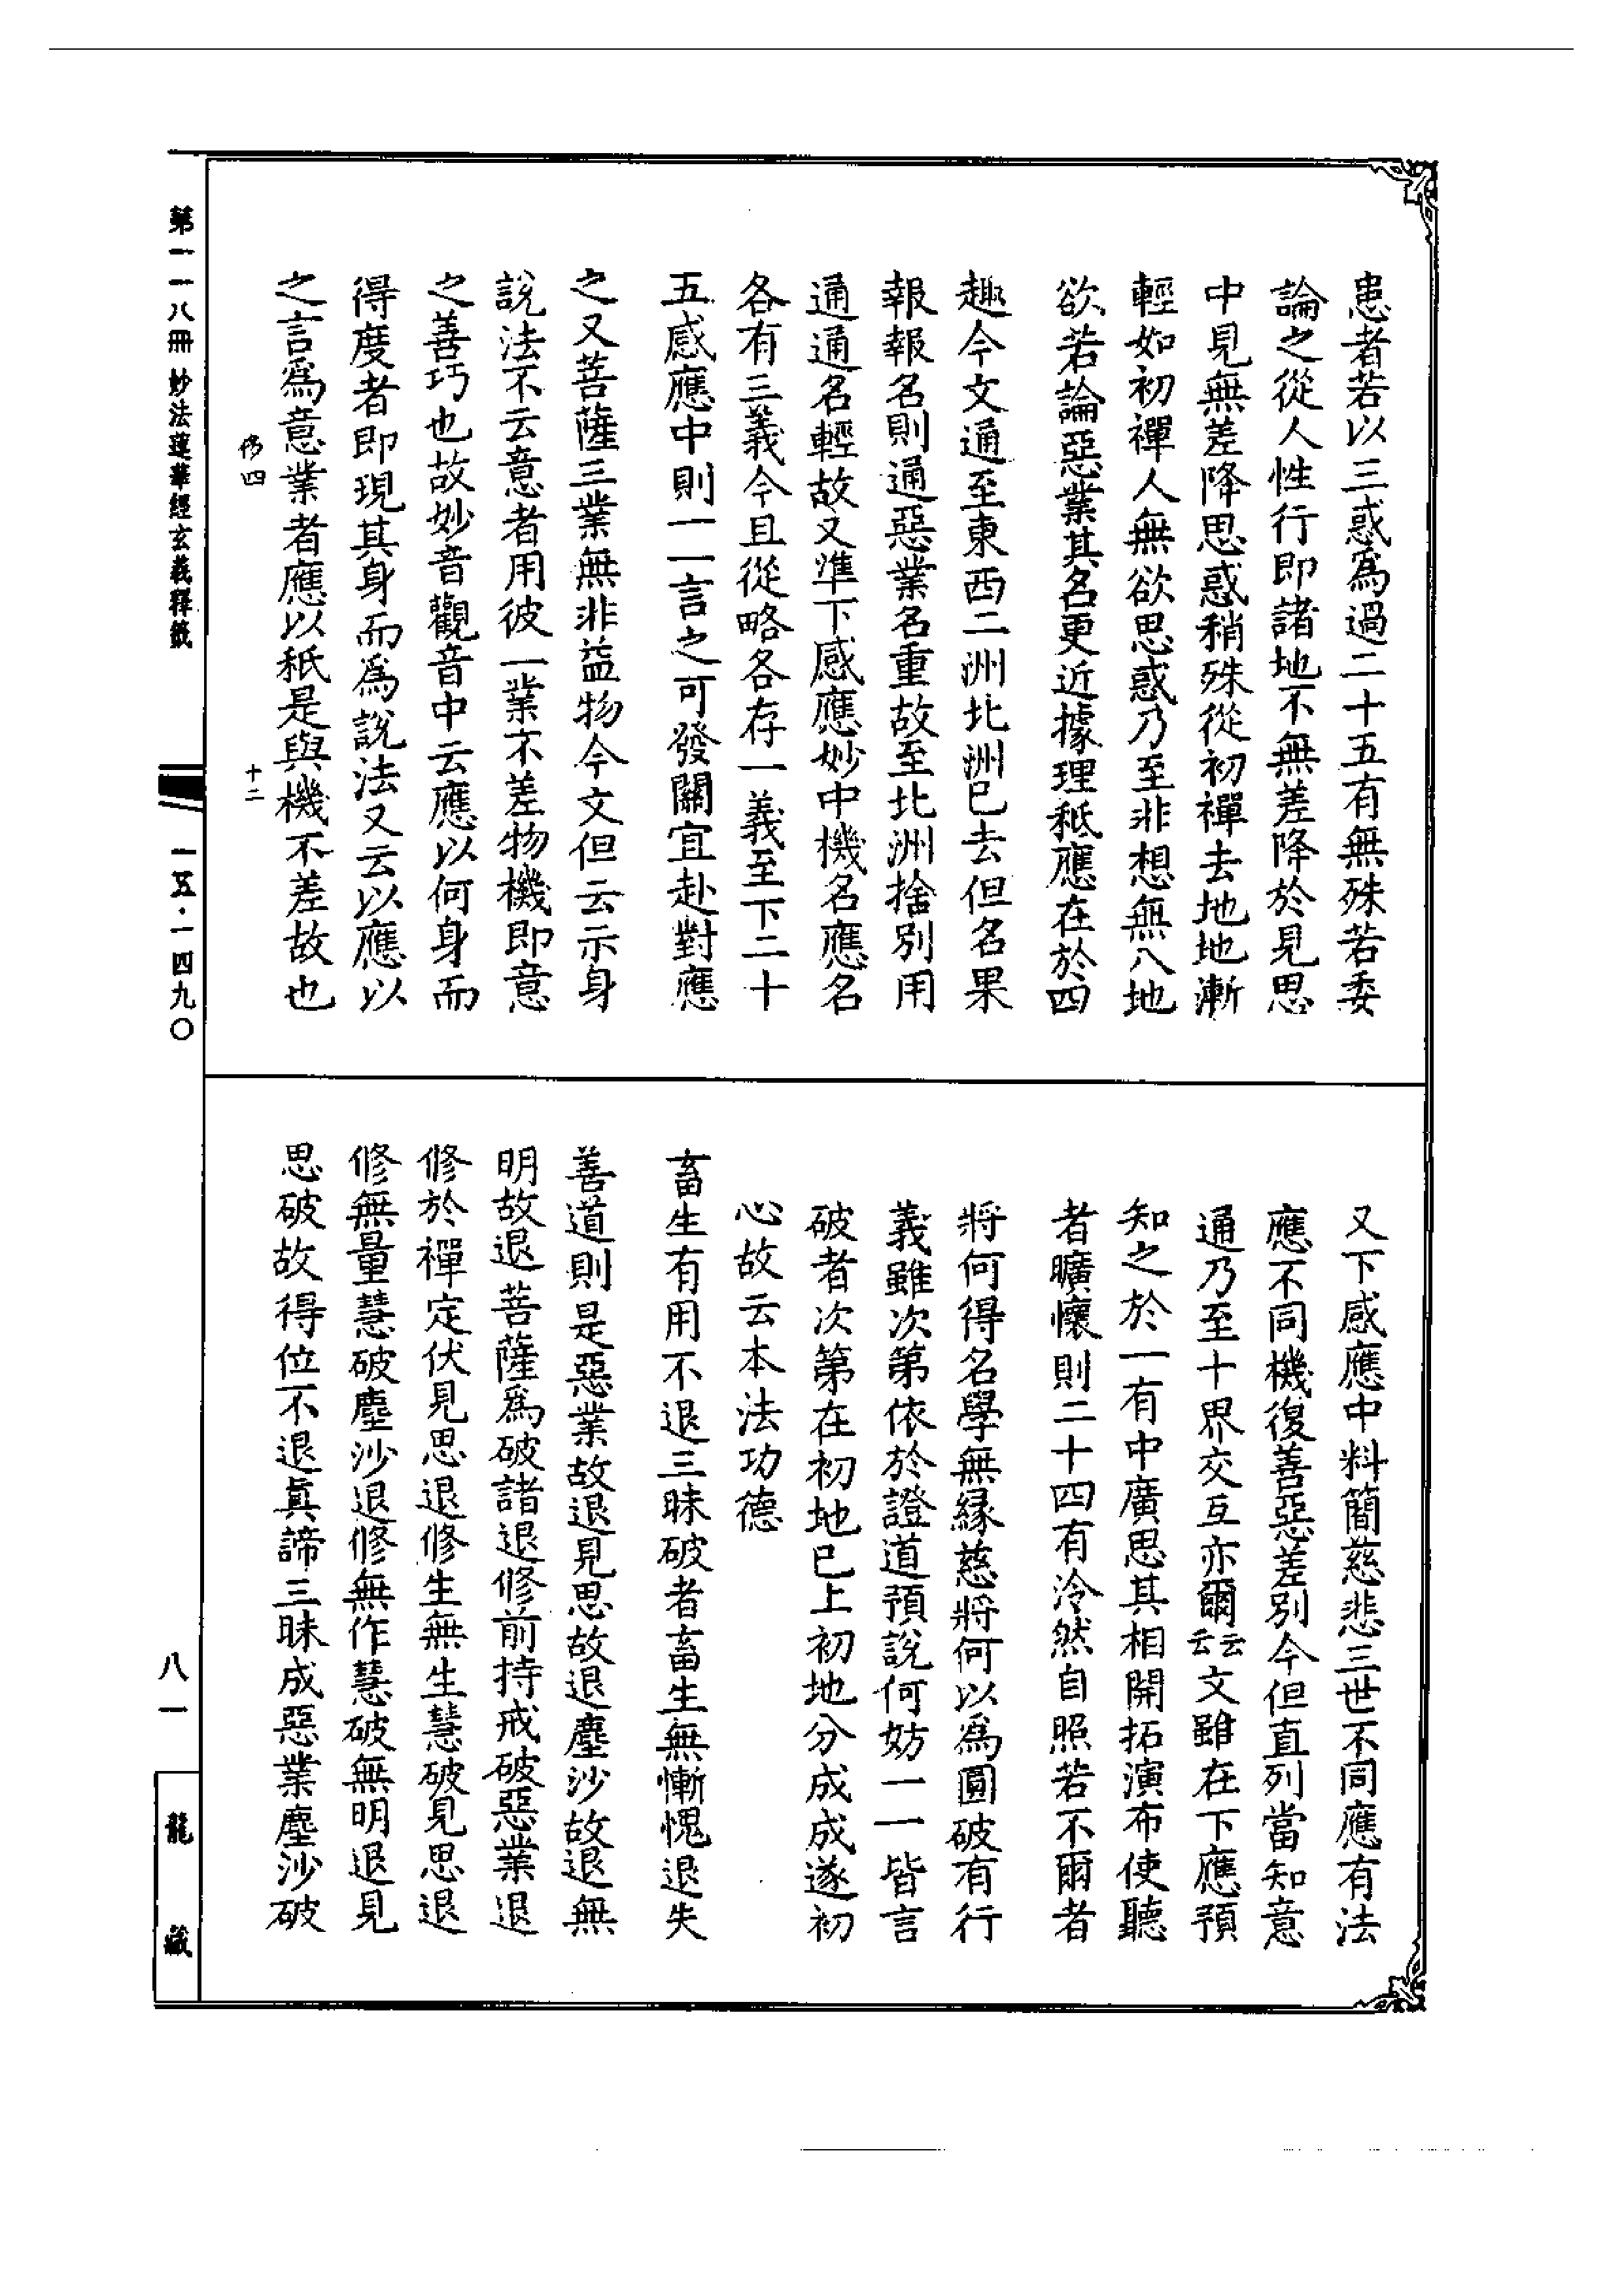 患者若以三惑爲過二十五有無殊若委
論之從人性行即諸地不無差降於見思
中見無差降思惑稍殊從初禪去地地漸
輕如初禪人無欲思惑乃至非想無八地
欲若論惡業其名更近據理秪應在於四
趣今文通至東西二洲北洲已去但名果
報報名則通惡業名重故至北洲捨別用
通通名輕故又準下感應妙中機名應名
各有三義今且從略各存一義至下二十
五感應中則一一言之可發關宜赴對應
之又菩薩三業無非益物今文但云示身
說法不云意者用彼一業不差物機即意
之善巧也故妙音觀音中云應以何身而
得度者即現其身而爲說法又云以應以
之言爲意業者應以秪是與機不差故也
又下感應中料簡慈悲三世不同應有法
應不同機復善惡差別今但直列當知意
通乃至十界交互亦爾云云文雖在下應預
知之於一有中廣思其相開拓演布使聽
者曠懷則二十四有泠然自照若不爾者
將何得名學無緣慈將何以爲圓破有行
義雖次第依於證道預說何妨一一皆言
破者次第在初地已上初地分成成遂初
心故云本法功德
畜生有用不退三昧破者畜生無慚愧退失
善道則是惡業故退見思故退塵沙故退無
明故退菩薩爲破諸退修前持戒破惡業退
修於禪定伏見思退修生無生慧破見思退
修無量慧破塵沙退修無作慧破無明退見
思破故得位不退眞諦三昧成惡業塵沙破
十二
第一一八冊 妙法蓮華經玄義釋籤
一五·一四九〇
八一
龍藏